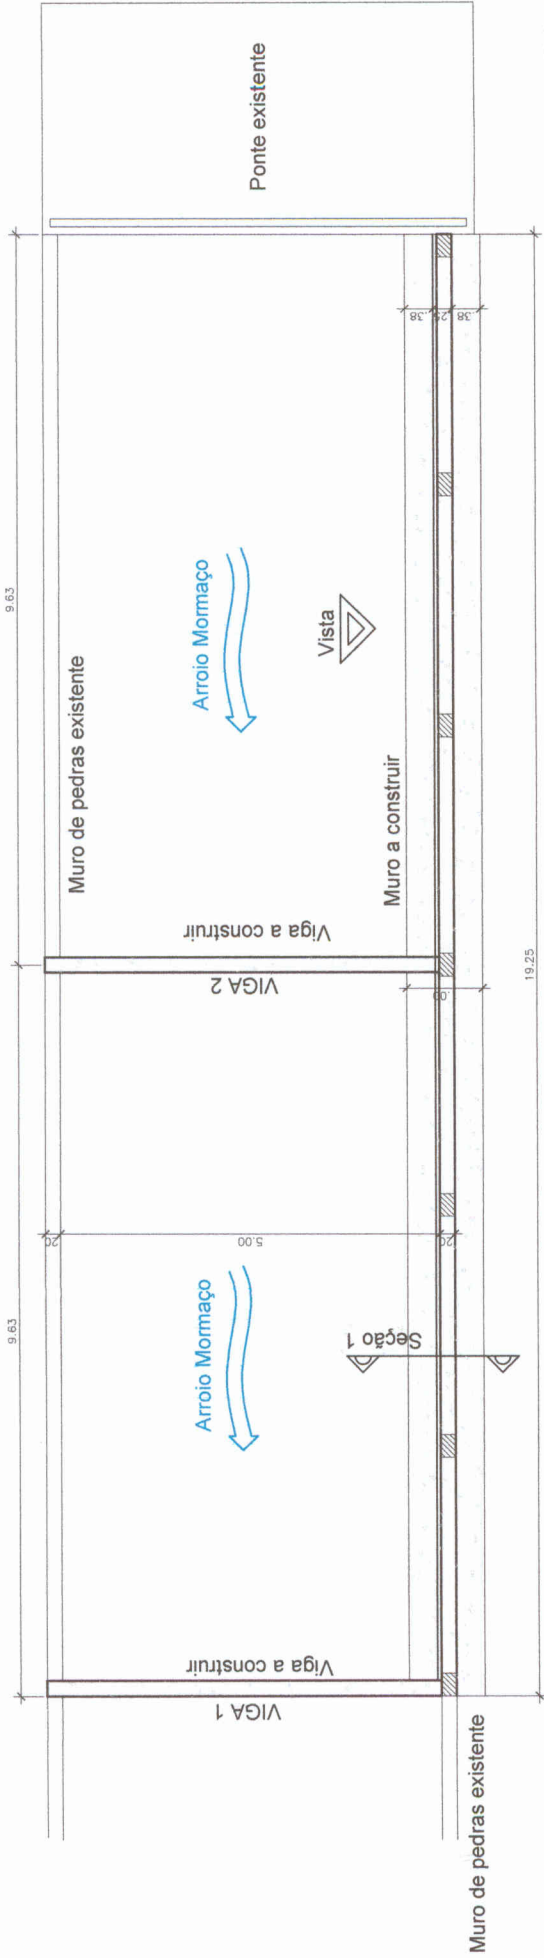 Ponte existente
9.63
9.63
Muro de pedras existente
Arroio Mormaço
Vista
Muro a construir
.38
.38
Viga a construir
VIGA 2
.00
19.25
.20
5.00
.20
Arroio Mormaço
Seção 1
Viga a construir
VIGA 1
Muro de pedras existente